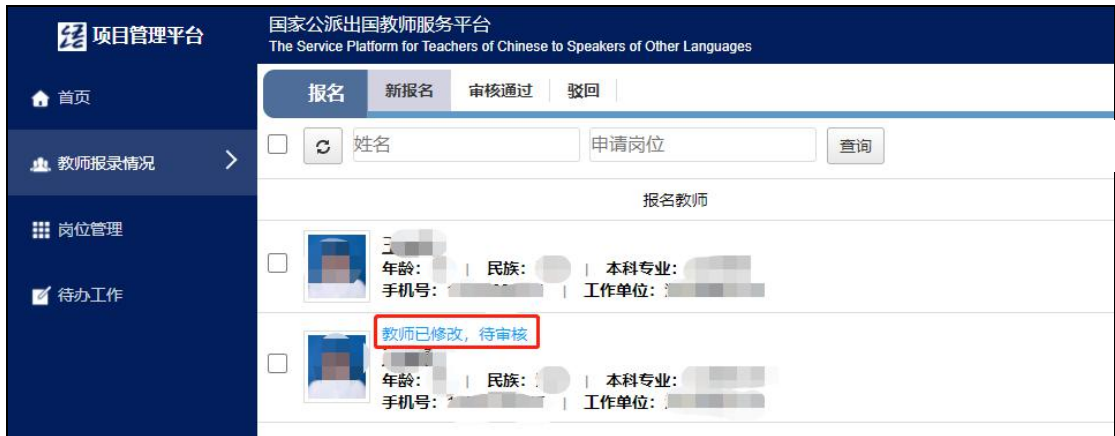 项目管理平台
国家公派出国教师服务平台
The Service Platform for Teachers of Chinese to Speakers of Other Languages
首页
教师报录情况
岗位管理
待办工作
报名 新报名 审核通过 驳回
姓名 申请岗位 查询
报名教师
年龄: | 民族: | 本科专业:
手机号: | 工作单位:
教师已修改，待审核
年龄: | 民族: | 本科专业:
手机号: | 工作单位: